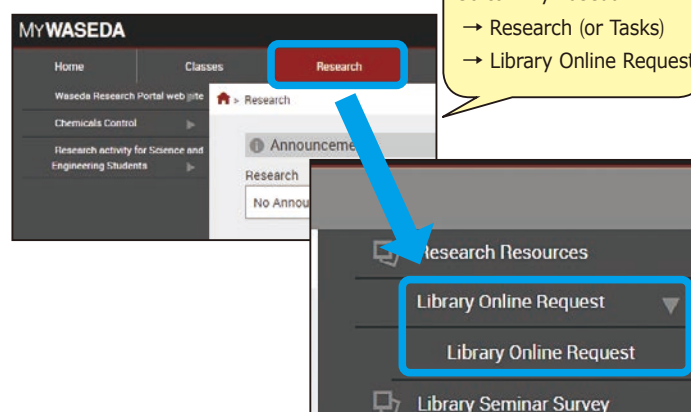 → Research (or Tasks)
→ Library Online Request
MYWASEDA
Home Classes Research
Waseda Research Portal web site
Chemicals Control
Research activity for Science and
Engineering Students
> Research
Announceme
Research
No Annou
Research Resources
Library Online Request
Library Online Request
Library Seminar Survey